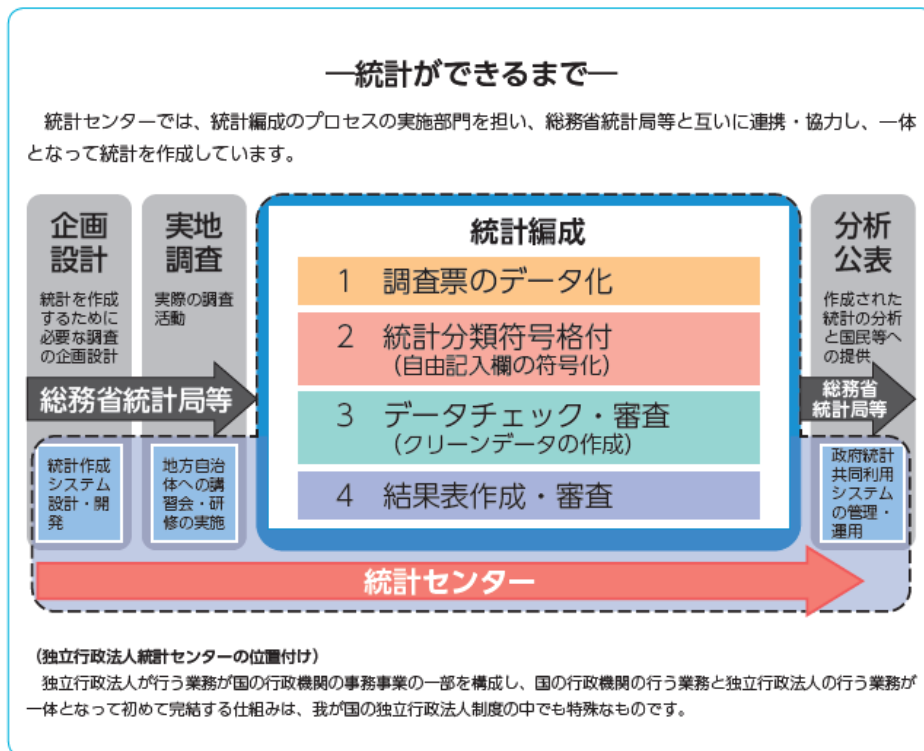 ―統計ができるまで―
統計センターでは、統計編成のプロセスの実施部門を担い、総務省統計局等と互いに連携・協力し、一体
となって統計を作成しています。
企画
設計
統計を作成
するために
必要な調査
の企画設計
実地
調査
実際の調査
活動
総務省統計局等
統計作成
システム
設計・開
発
地方自治
体への講
習会・研
修の実施
統計編成
1 調査票のデータ化
2 統計分類符号格付
(自由記入欄の符号化)
3 データチェック・審査
(クリーンデータの作成)
4 結果表作成・審査
分析
公表
作成された
統計の分析
と国民等へ
の提供
総務省
統計局等
政府統計
共同利用
システム
の管理・
運用
統計センター
(独立行政法人統計センターの位置付け)
独立行政法人が行う業務が国の行政機関の事務事業の一部を構成し、国の行政機関の行う業務と独立行政法人の行う業務が
一体となって初めて完結する仕組みは、我が国の独立行政法人制度の中でも特殊なものです。